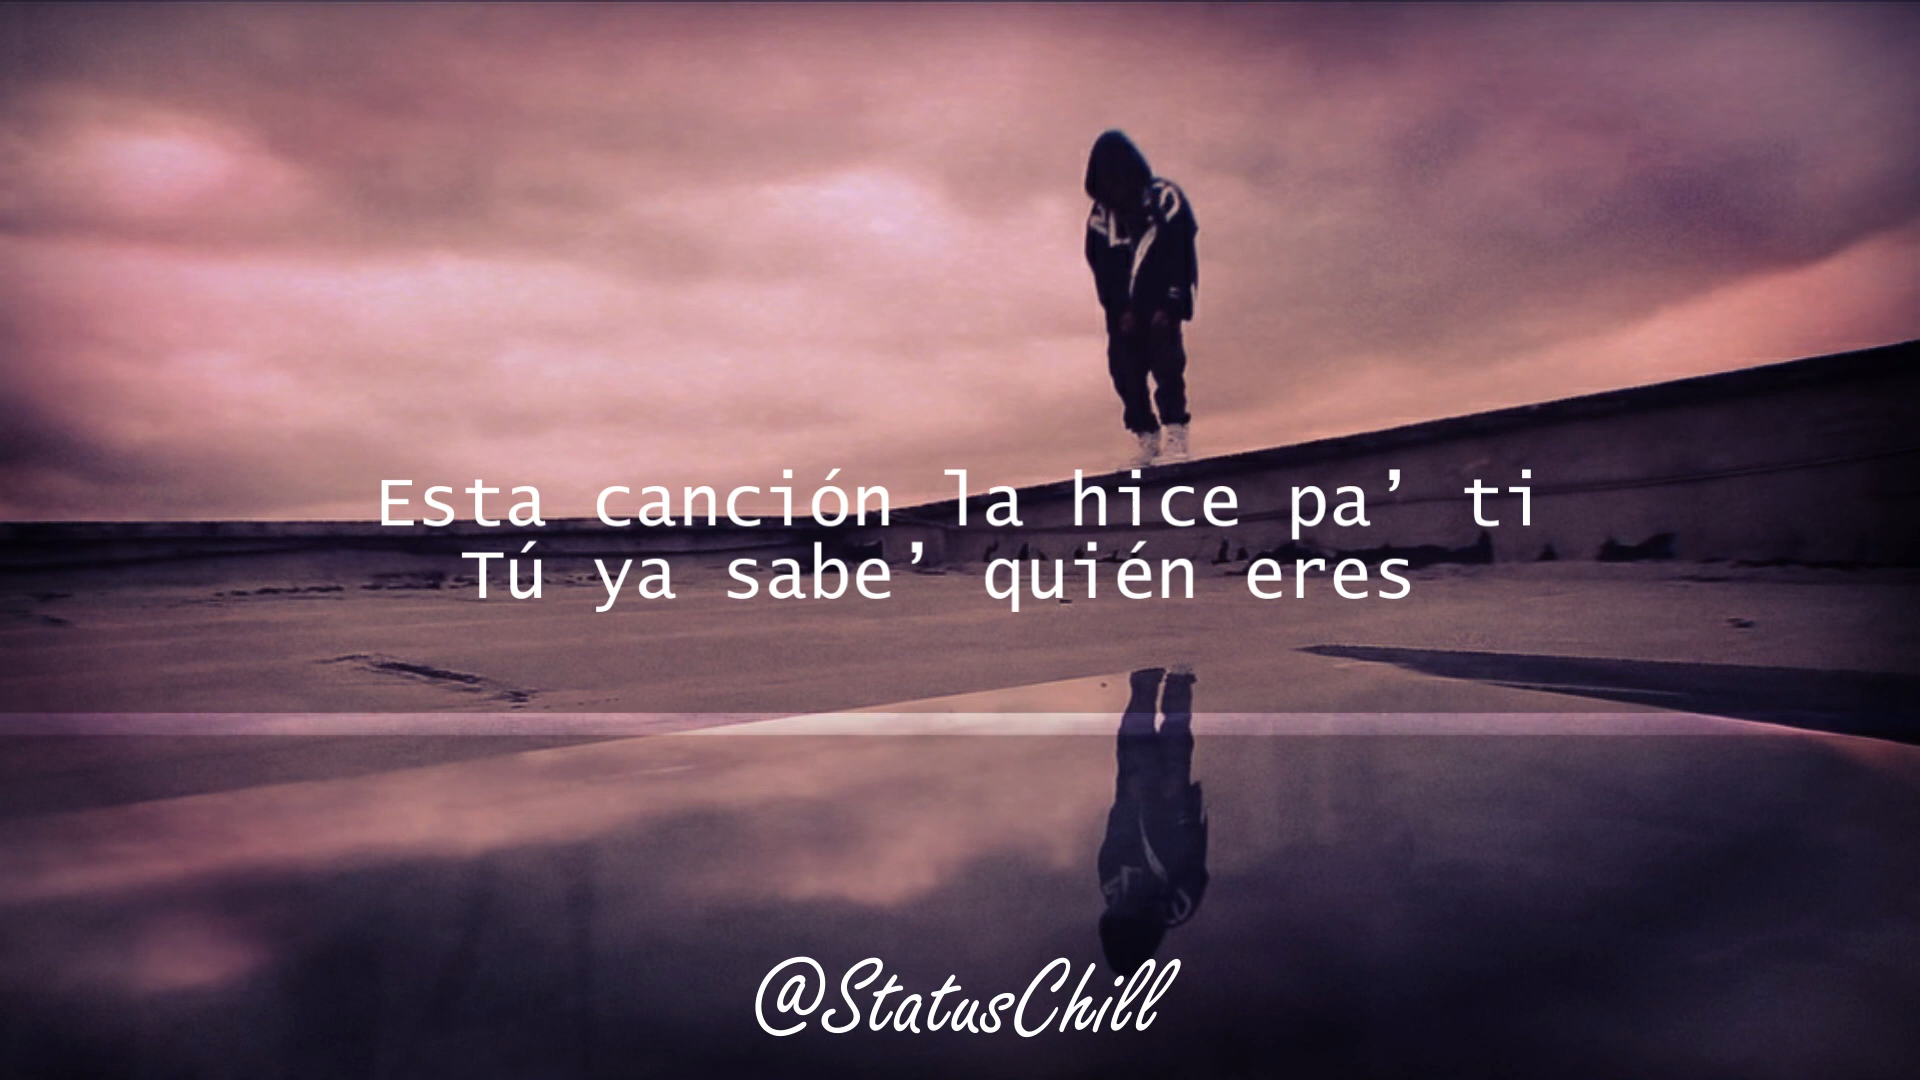 Esta canción la hice pa’ ti
Tú ya sabe’ quién eres
@StatusChill